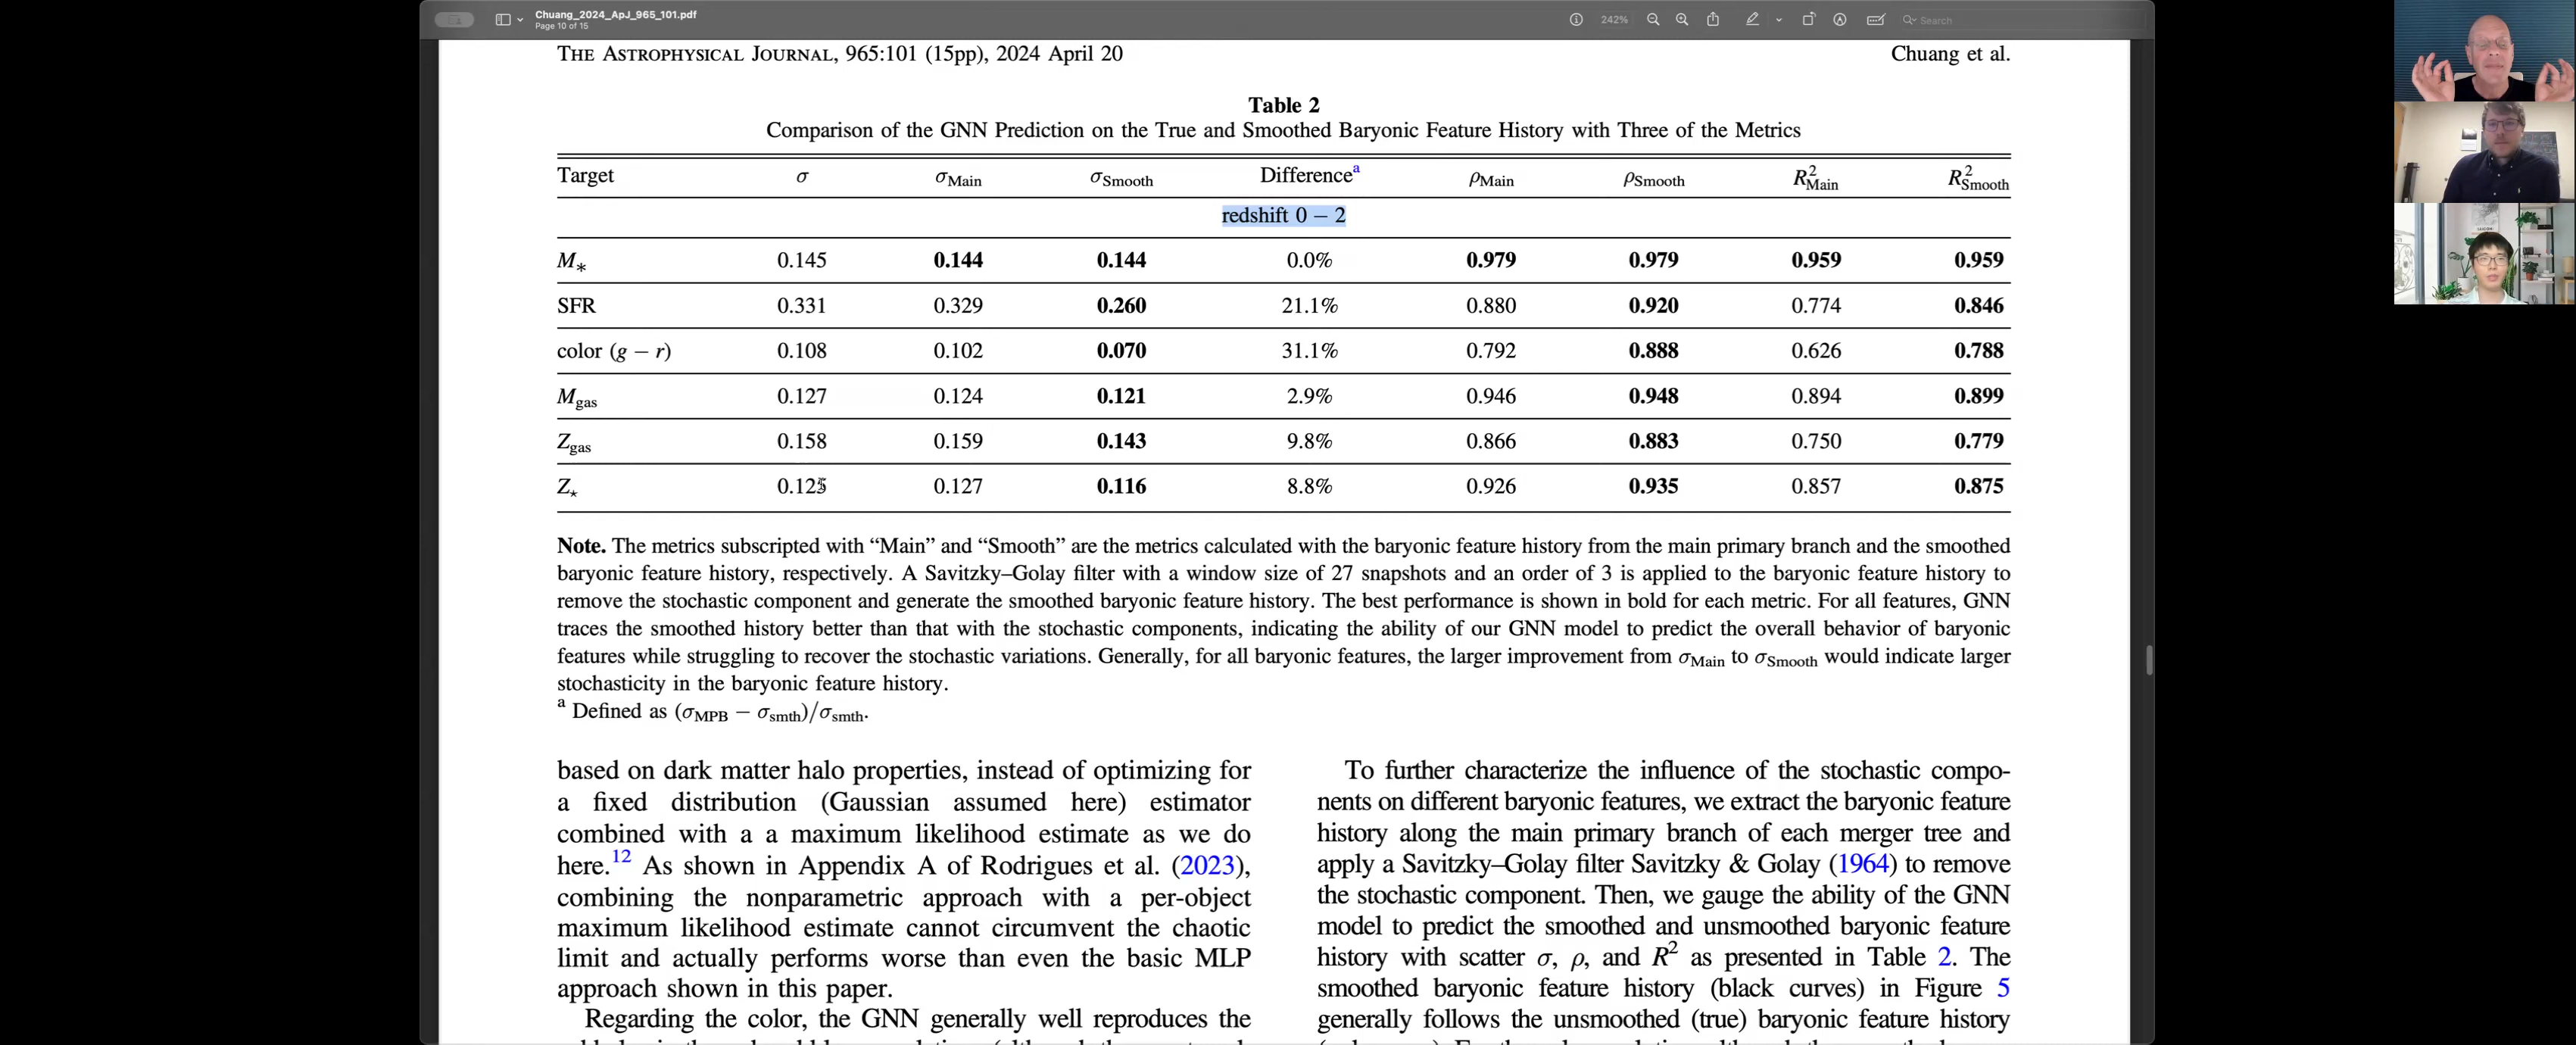 Chuang_2024_ApJ_965_101.pdf
Page 10 of 15
242%
Search
THE ASTROPHYSICAL JOURNAL, 965:101 (15pp), 2024 April 20 Chuang et al.
Table 2
Comparison of the GNN Prediction on the True and Smoothed Baryonic Feature History with Three of the Metrics
Target σ σMain σSmooth Difference^a ρMain ρSmooth R²Main R²Smooth
redshift 0 – 2
M∗ 0.145 0.144 0.144 0.0% 0.979 0.979 0.959 0.959
SFR 0.331 0.329 0.260 21.1% 0.880 0.920 0.774 0.846
color (g − r) 0.108 0.102 0.070 31.1% 0.792 0.888 0.626 0.788
Mgas 0.127 0.124 0.121 2.9% 0.946 0.948 0.894 0.899
Zgas 0.158 0.159 0.143 9.8% 0.866 0.883 0.750 0.779
Z⋆ 0.125 0.127 0.116 8.8% 0.926 0.935 0.857 0.875
Note. The metrics subscripted with “Main” and “Smooth” are the metrics calculated with the baryonic feature history from the main primary branch and the smoothed
baryonic feature history, respectively. A Savitzky–Golay filter with a window size of 27 snapshots and an order of 3 is applied to the baryonic feature history to
remove the stochastic component and generate the smoothed baryonic feature history. The best performance is shown in bold for each metric. For all features, GNN
traces the smoothed history better than that with the stochastic components, indicating the ability of our GNN model to predict the overall behavior of baryonic
features while struggling to recover the stochastic variations. Generally, for all baryonic features, the larger improvement from σMain to σSmooth would indicate larger
stochasticity in the baryonic feature history.
a Defined as (σMPB − σsmth)/σsmth.
based on dark matter halo properties, instead of optimizing for
a fixed distribution (Gaussian assumed here) estimator
combined with a a maximum likelihood estimate as we do
here.12 As shown in Appendix A of Rodrigues et al. (2023),
combining the nonparametric approach with a per-object
maximum likelihood estimate cannot circumvent the chaotic
limit and actually performs worse than even the basic MLP
approach shown in this paper.
Regarding the color, the GNN generally well reproduces the
To further characterize the influence of the stochastic compo-
nents on different baryonic features, we extract the baryonic feature
history along the main primary branch of each merger tree and
apply a Savitzky–Golay filter Savitzky & Golay (1964) to remove
the stochastic component. Then, we gauge the ability of the GNN
model to predict the smoothed and unsmoothed baryonic feature
history with scatter σ, ρ, and R² as presented in Table 2. The
smoothed baryonic feature history (black curves) in Figure 5
generally follows the unsmoothed (true) baryonic feature history